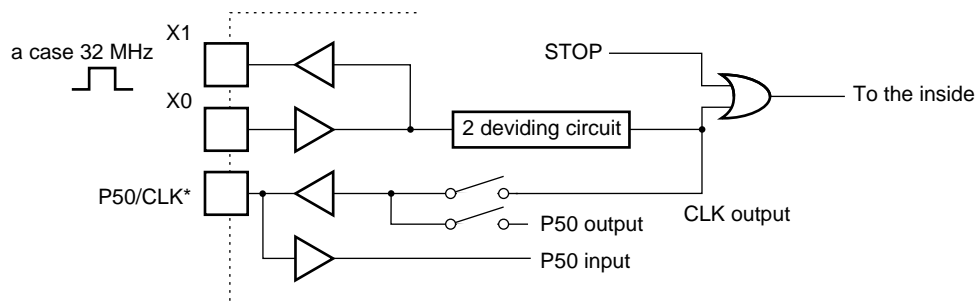 X1
a case 32 MHz
STOP
To the inside
X0
2 deviding circuit
P50/CLK*
P50 output
CLK output
P50 input